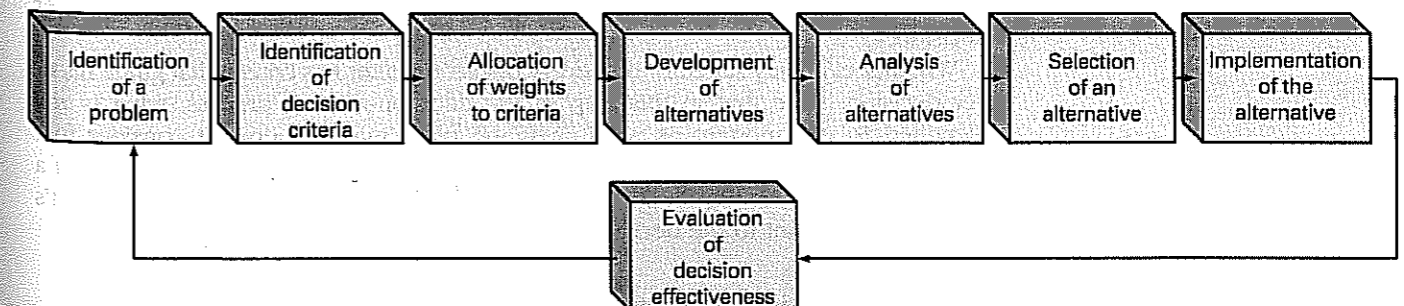 Identification
of a
problem
Identification
of
decision
criteria
Allocation
of weights
to criteria
Development
of
alternatives
Analysis
of
alternatives
Selection
of an
alternative
Implementation
of the
alternative
Evaluation
of
decision
effectiveness